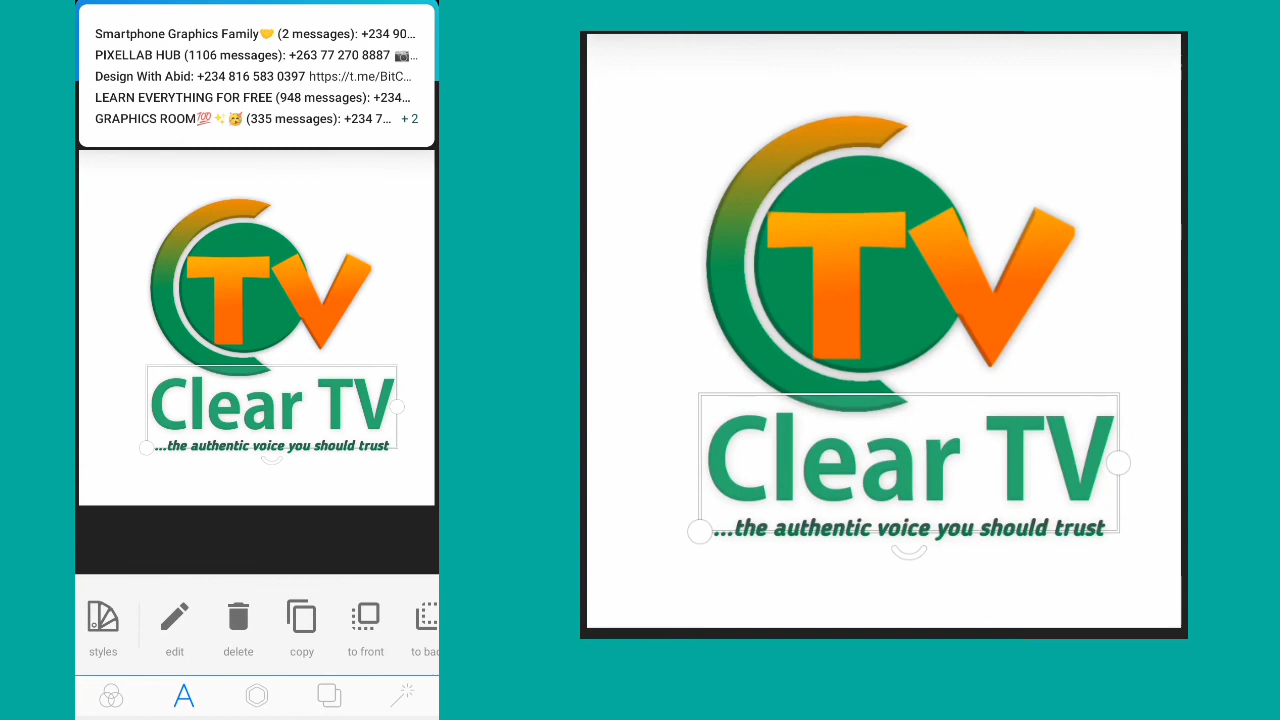 Smartphone Graphics Family🤝 (2 messages): +234 90...
PIXELLAB HUB (1106 messages): +263 77 270 8887 📷...
Design With Abid: +234 816 583 0397 https://t.me/BitC...
LEARN EVERYTHING FOR FREE (948 messages): +234...
GRAPHICS ROOM💯✨🥳 (335 messages): +234 7... + 2
TV
Clear TV
...the authentic voice you should trust
styles edit delete copy to front to bac
A
TV
Clear TV
...the authentic voice you should trust